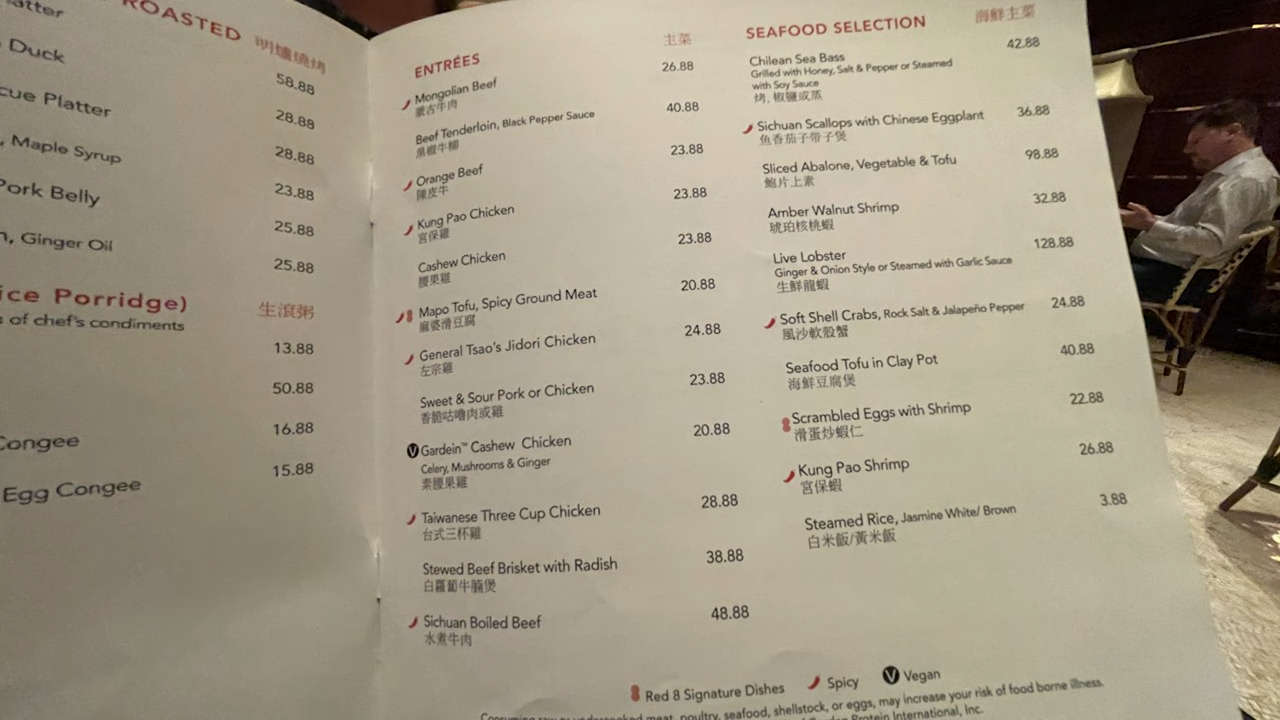 atter
ROASTED 明爐燒烤
58.88
Duck
28.88
cue Platter
28.88
, Maple Syrup
23.88
Pork Belly
25.88
n, Ginger Oil
25.88
ice Porridge) 生滾粥
s of chef's condiments
13.88
50.88
Congee 16.88
Egg Congee 15.88
ENTRÉES 主菜
Mongolian Beef 26.88
蒙古牛肉
Beef Tenderloin, Black Pepper Sauce 40.88
黑椒牛柳
Orange Beef 23.88
陳皮牛
Kung Pao Chicken 23.88
宮保雞
Cashew Chicken 23.88
腰果雞
Mapo Tofu, Spicy Ground Meat 20.88
麻婆滑豆腐
General Tsao's Jidori Chicken 24.88
左宗雞
Sweet & Sour Pork or Chicken 23.88
香脆咕嚕肉或雞
V Gardein™ Cashew Chicken 20.88
Celery, Mushrooms & Ginger
素腰果雞
Taiwanese Three Cup Chicken 28.88
台式三杯雞
Stewed Beef Brisket with Radish 38.88
白蘿蔔牛腩煲
Sichuan Boiled Beef 48.88
水煮牛肉
SEAFOOD SELECTION 海鮮主菜
Chilean Sea Bass 42.88
Grilled with Honey, Salt & Pepper or Steamed
with Soy Sauce
烤, 椒鹽或蒸
Sichuan Scallops with Chinese Eggplant 36.88
魚香茄子帶子煲
Sliced Abalone, Vegetable & Tofu 98.88
鮑片上素
Amber Walnut Shrimp 32.88
琥珀核桃蝦
Live Lobster 128.88
Ginger & Onion Style or Steamed with Garlic Sauce
生鮮龍蝦
Soft Shell Crabs, Rock Salt & Jalapeño Pepper 24.88
風沙軟殼蟹
Seafood Tofu in Clay Pot 40.88
海鮮豆腐煲
Scrambled Eggs with Shrimp 22.88
滑蛋炒蝦仁
Kung Pao Shrimp 26.88
宮保蝦
Steamed Rice, Jasmine White/ Brown 3.88
白米飯/黃米飯
Red 8 Signature Dishes Spicy V Vegan
Consuming raw or undercooked meat, poultry, seafood, shellstock, or eggs, may increase your risk of food borne illness.
Protein International, Inc.